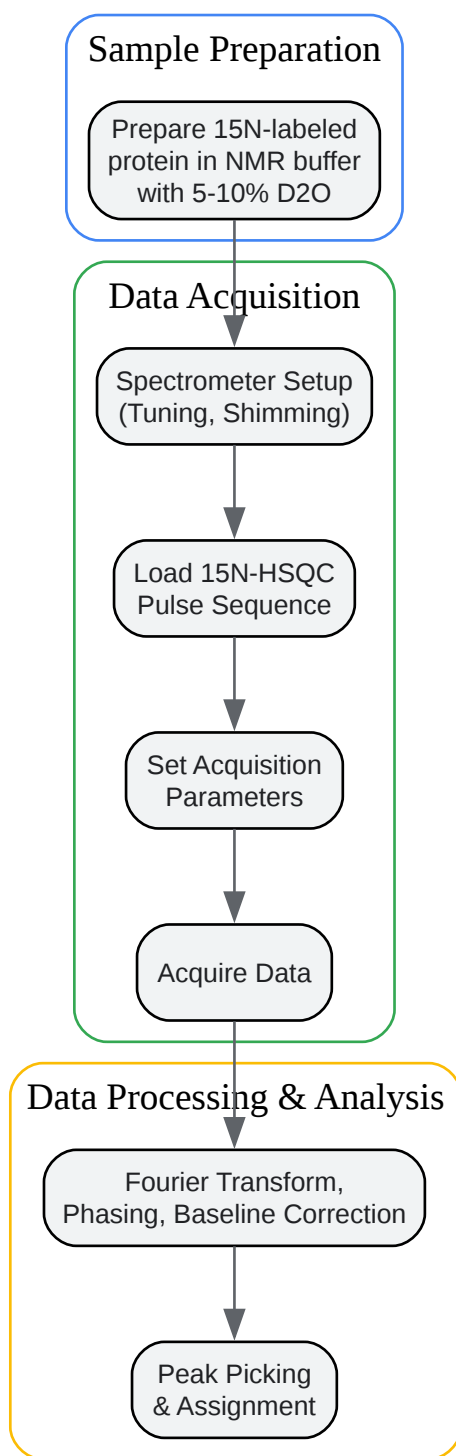 Sample Preparation
Prepare 15N-labeled
protein in NMR buffer
with 5-10% D2O
Data Acquisition
Spectrometer Setup
(Tuning, Shimming)
Load 15N-HSQC
Pulse Sequence
Set Acquisition
Parameters
Acquire Data
Data Processing & Analysis
Fourier Transform,
Phasing, Baseline Correction
Peak Picking
& Assignment